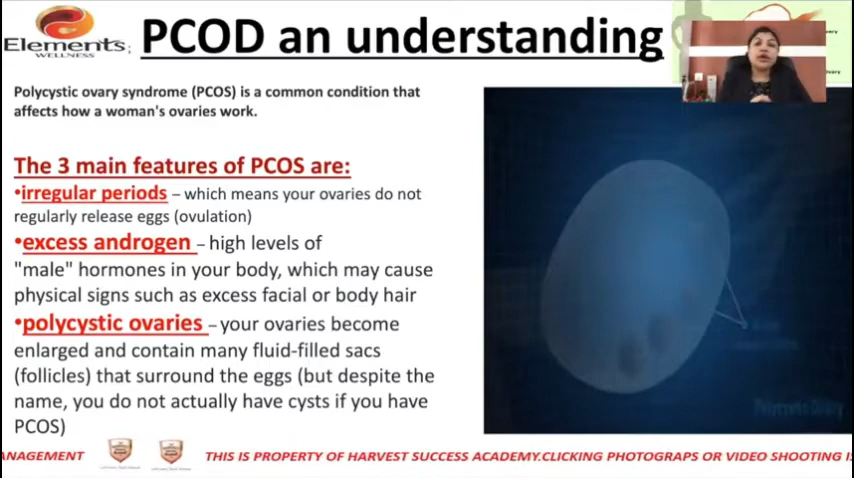 Elements
WELLNESS
PCOD an understanding
Polycystic ovary syndrome (PCOS) is a common condition that
affects how a woman's ovaries work.
The 3 main features of PCOS are:
•irregular periods – which means your ovaries do not
regularly release eggs (ovulation)
•excess androgen – high levels of
"male" hormones in your body, which may cause
physical signs such as excess facial or body hair
•polycystic ovaries – your ovaries become
enlarged and contain many fluid-filled sacs
(follicles) that surround the eggs (but despite the
name, you do not actually have cysts if you have
PCOS)
ANAGEMENT
THIS IS PROPERTY OF HARVEST SUCCESS ACADEMY.CLICKING PHOTOGRAPS OR VIDEO SHOOTING